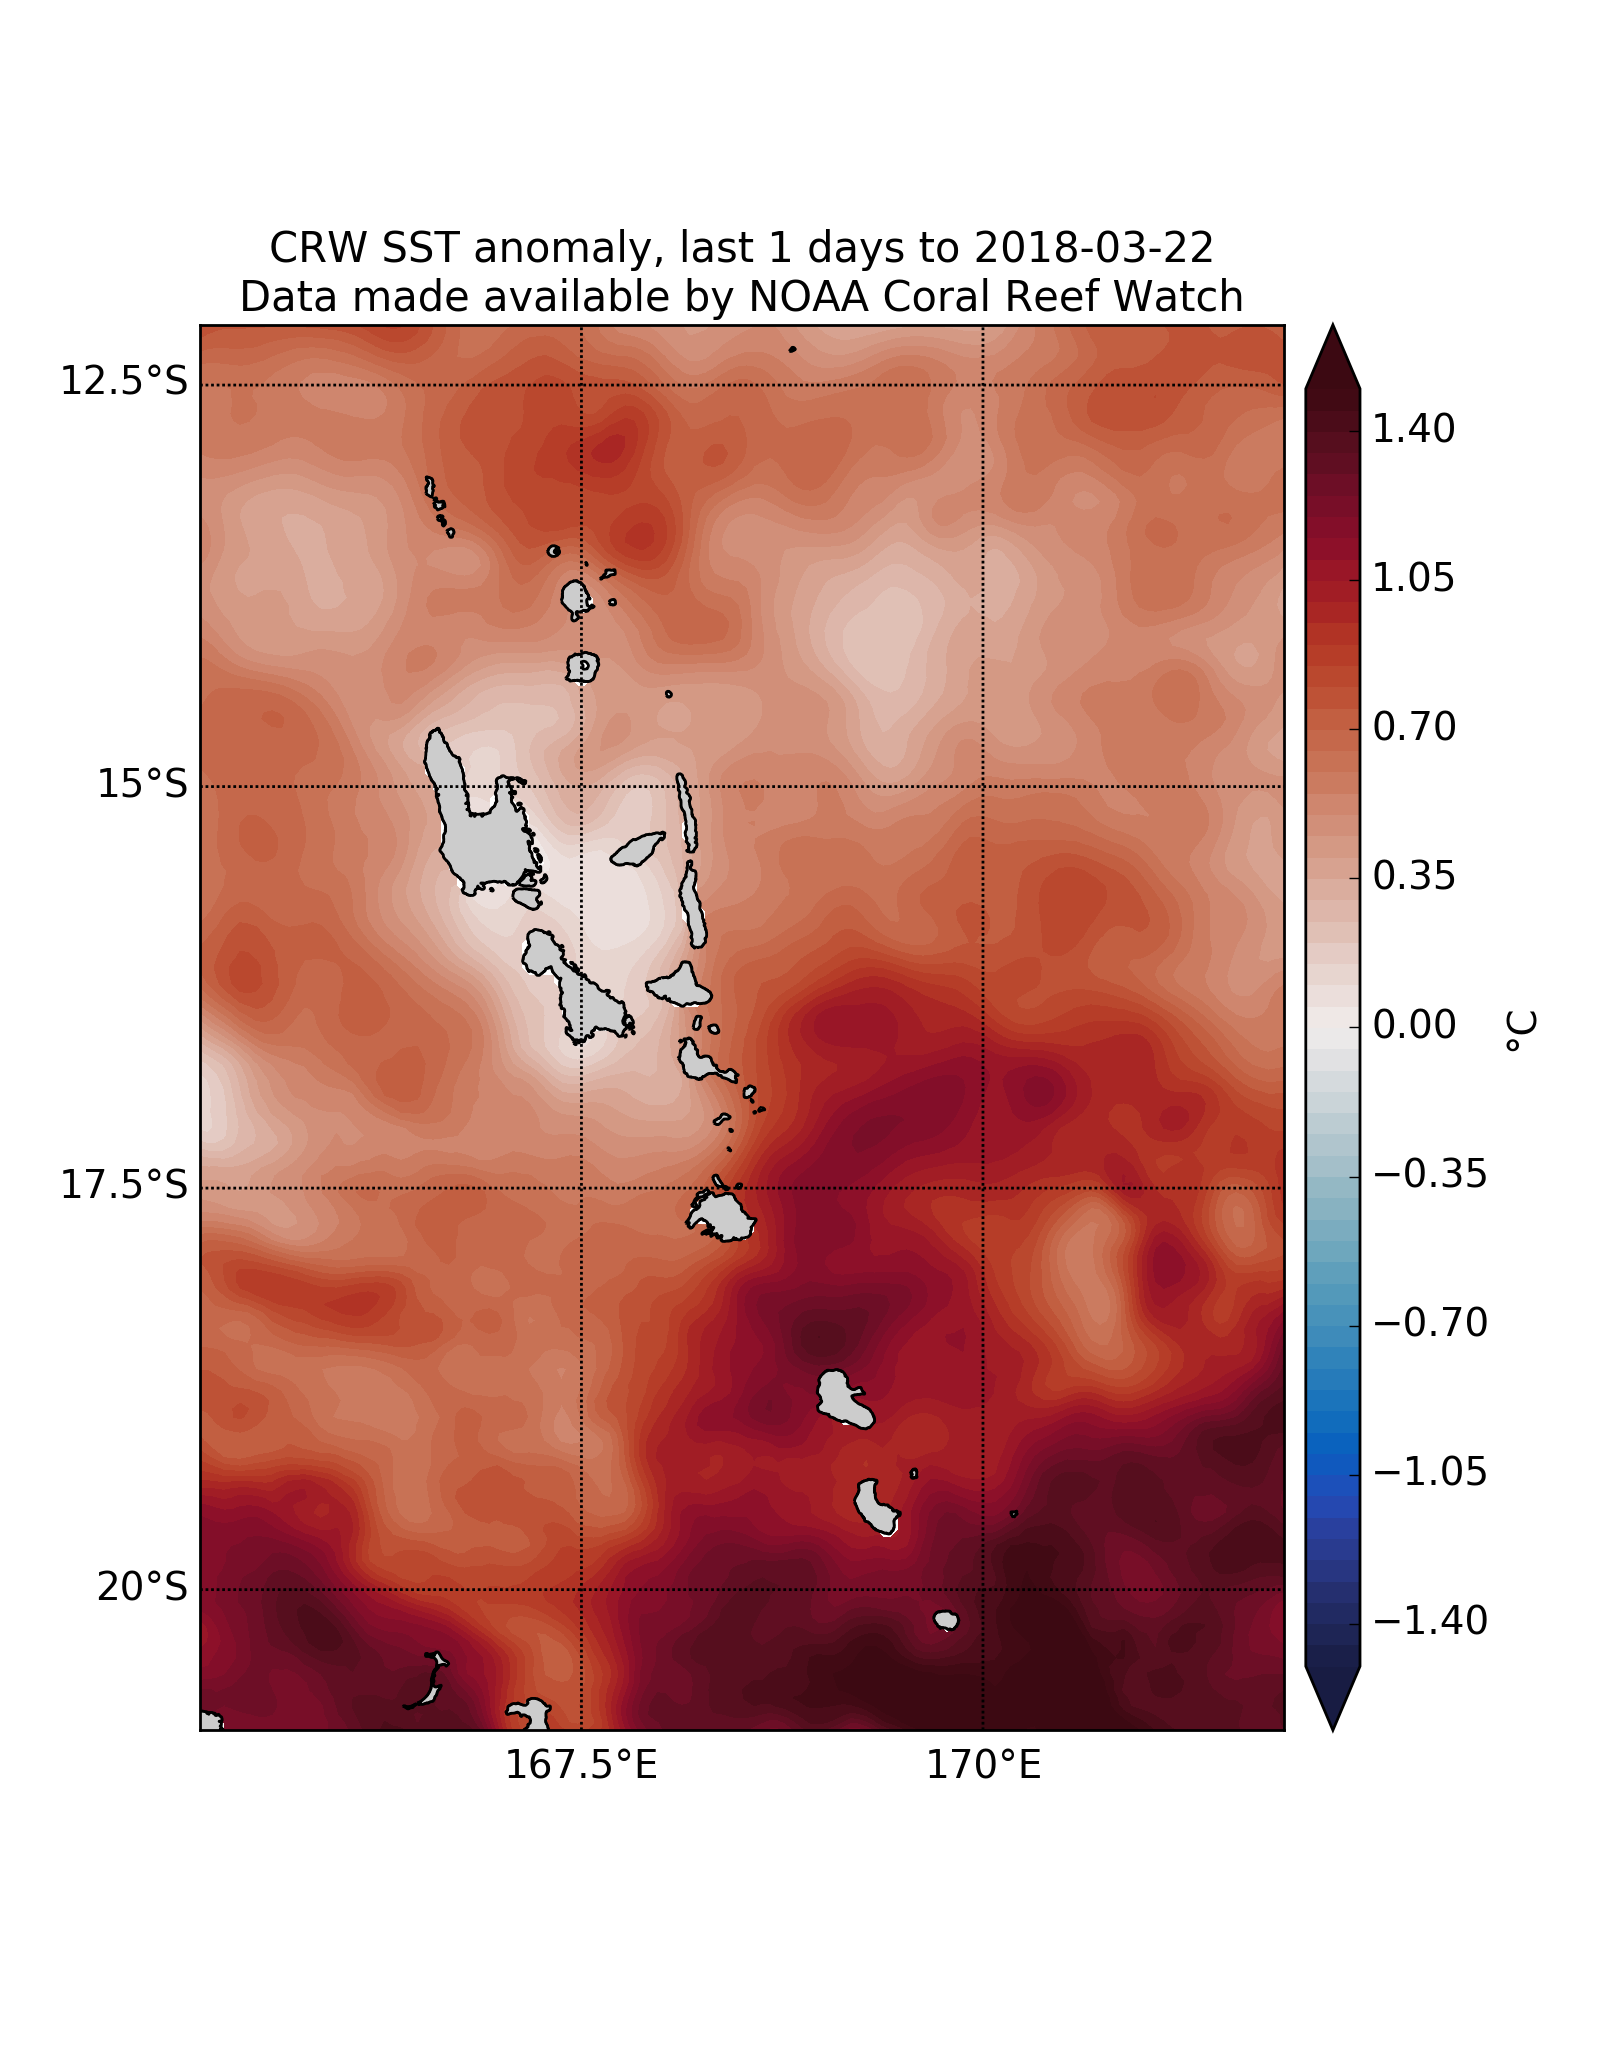 CRW SST anomaly, last 1 days to 2018-03-22
Data made available by NOAA Coral Reef Watch
12.5°S
15°S
17.5°S
20°S
167.5°E
170°E
1.40
1.05
0.70
0.35
0.00
−0.35
−0.70
−1.05
−1.40
°C